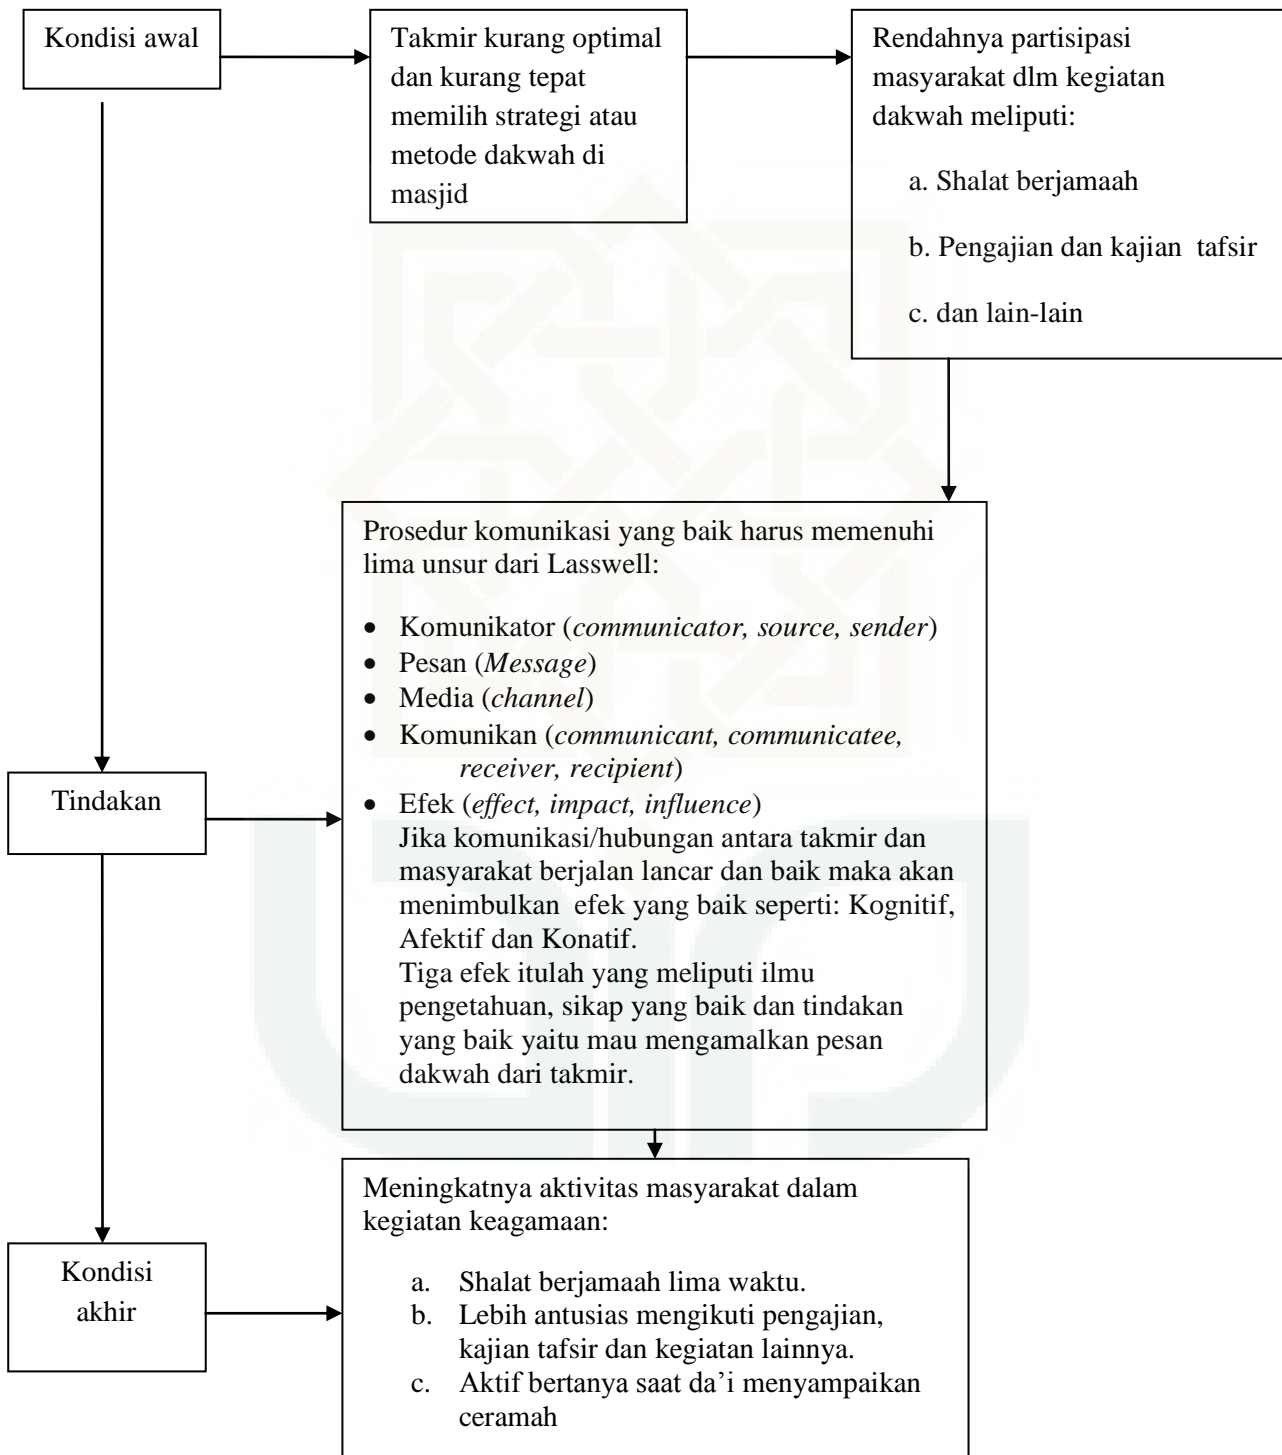 Kondisi awal
Takmir kurang optimal
dan kurang tepat
memilih strategi atau
metode dakwah di
masjid
Rendahnya partisipasi
masyarakat dlm kegiatan
dakwah meliputi:
a. Shalat berjamaah
b. Pengajian dan kajian tafsir
c. dan lain-lain
Prosedur komunikasi yang baik harus memenuhi
lima unsur dari Lasswell:
• Komunikator (communicator, source, sender)
• Pesan (Message)
• Media (channel)
• Komunikan (communicant, communicatee,
receiver, recipient)
• Efek (effect, impact, influence)
Jika komunikasi/hubungan antara takmir dan
masyarakat berjalan lancar dan baik maka akan
menimbulkan efek yang baik seperti: Kognitif,
Afektif dan Konatif.
Tiga efek itulah yang meliputi ilmu
pengetahuan, sikap yang baik dan tindakan
yang baik yaitu mau mengamalkan pesan
dakwah dari takmir.
Tindakan
Meningkatnya aktivitas masyarakat dalam
kegiatan keagamaan:
a. Shalat berjamaah lima waktu.
b. Lebih antusias mengikuti pengajian,
kajian tafsir dan kegiatan lainnya.
c. Aktif bertanya saat da’i menyampaikan
ceramah
Kondisi
akhir